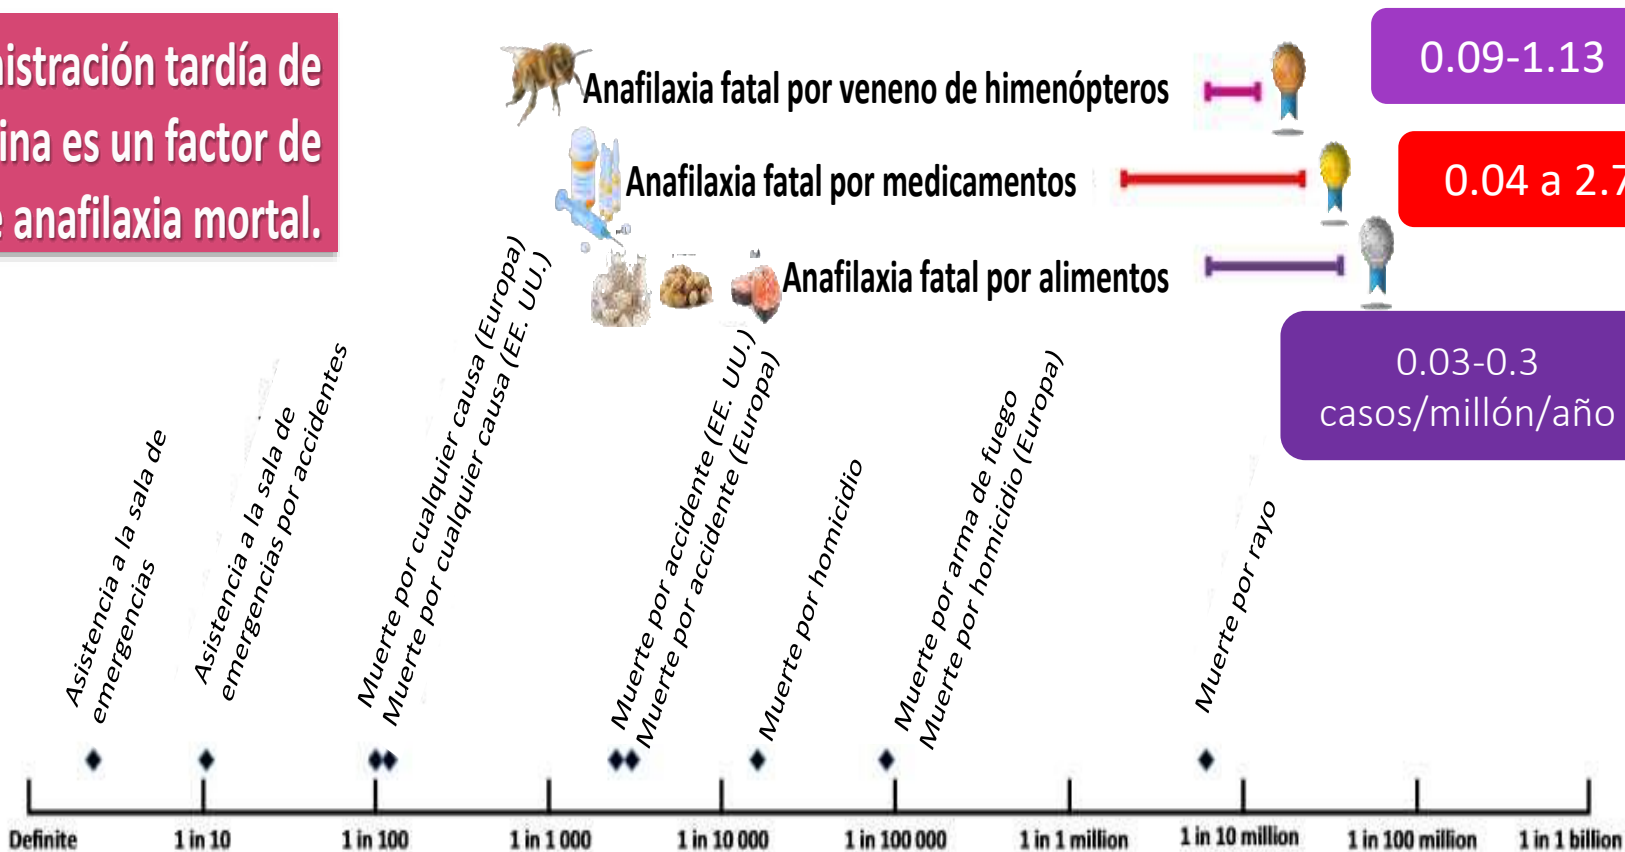 nistración tardía de
ina es un factor de
e anafilaxia mortal.
Anafilaxia fatal por veneno de himenópteros
0.09-1.13
Anafilaxia fatal por medicamentos
0.04 a 2.7
Anafilaxia fatal por alimentos
0.03-0.3
casos/millón/año
Asistencia a la sala de
emergencias
Asistencia a la sala de
emergencias por accidentes
Muerte por cualquier causa (Europa)
Muerte por cualquier causa (EE. UU.)
Muerte por accidente (EE. UU.)
Muerte por accidente (Europa)
Muerte por homicidio
Muerte por arma de fuego
Muerte por homicidio (Europa)
Muerte por rayo
Definite
1 in 10
1 in 100
1 in 1 000
1 in 10 000
1 in 100 000
1 in 1 million
1 in 10 million
1 in 100 million
1 in 1 billion